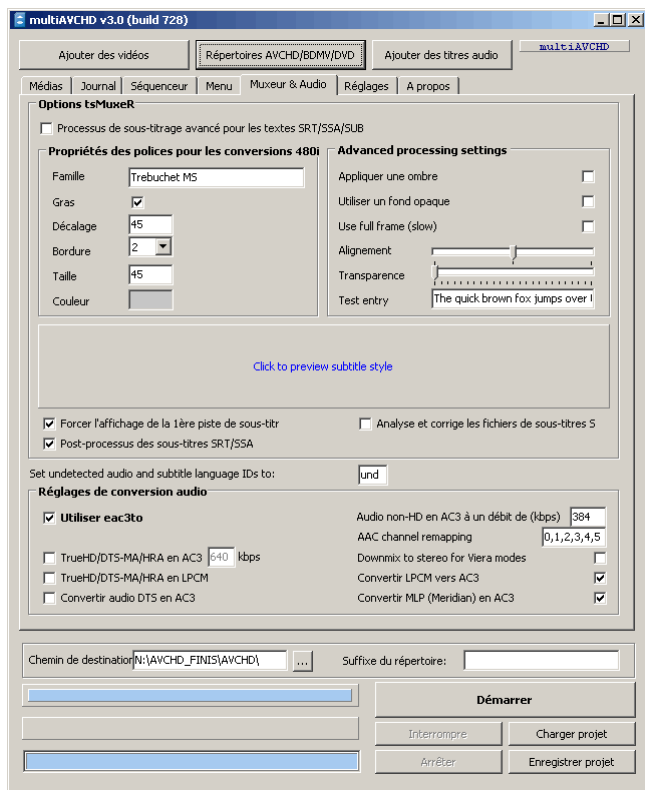 multiAVCHD v3.0 (build 728)
Ajouter des vidéos
Répertoires AVCHD/BDMV/DVD
Ajouter des titres audio
multiAVCHD
Médias Journal Séquenceur Menu Muxeur & Audio Réglages A propos
Options tsMuxeR
Processus de sous-titrage avancé pour les textes SRT/SSA/SUB
Propriétés des polices pour les conversions 480i
Famille Trebuchet MS
Gras
Décalage 45
Bordure 2
Taille 45
Couleur
Advanced processing settings
Appliquer une ombre
Utiliser un fond opaque
Use full frame (slow)
Alignement
Transparence
Test entry The quick brown fox jumps over
Click to preview subtitle style
Forcer l'affichage de la 1ère piste de sous-titr
Analyse et corrige les fichiers de sous-titres S
Post-processus des sous-titres SRT/SSA
Set undetected audio and subtitle language IDs to: und
Réglages de conversion audio
Utiliser eac3to
Audio non-HD en AC3 à un débit de (kbps) 384
AAC channel remapping 0,1,2,3,4,5
TrueHD/DTS-MA/HRA en AC3 640 kbps
Downmix to stereo for Viera modes
TrueHD/DTS-MA/HRA en LPCM
Convertir LPCM vers AC3
Convertir audio DTS en AC3
Convertir MLP (Meridian) en AC3
Chemin de destination N:\AVCHD_FINIS\AVCHD\ ...
Suffixe du répertoire:
Démarrer
Interrompre
Charger projet
Arrêter
Enregistrer projet